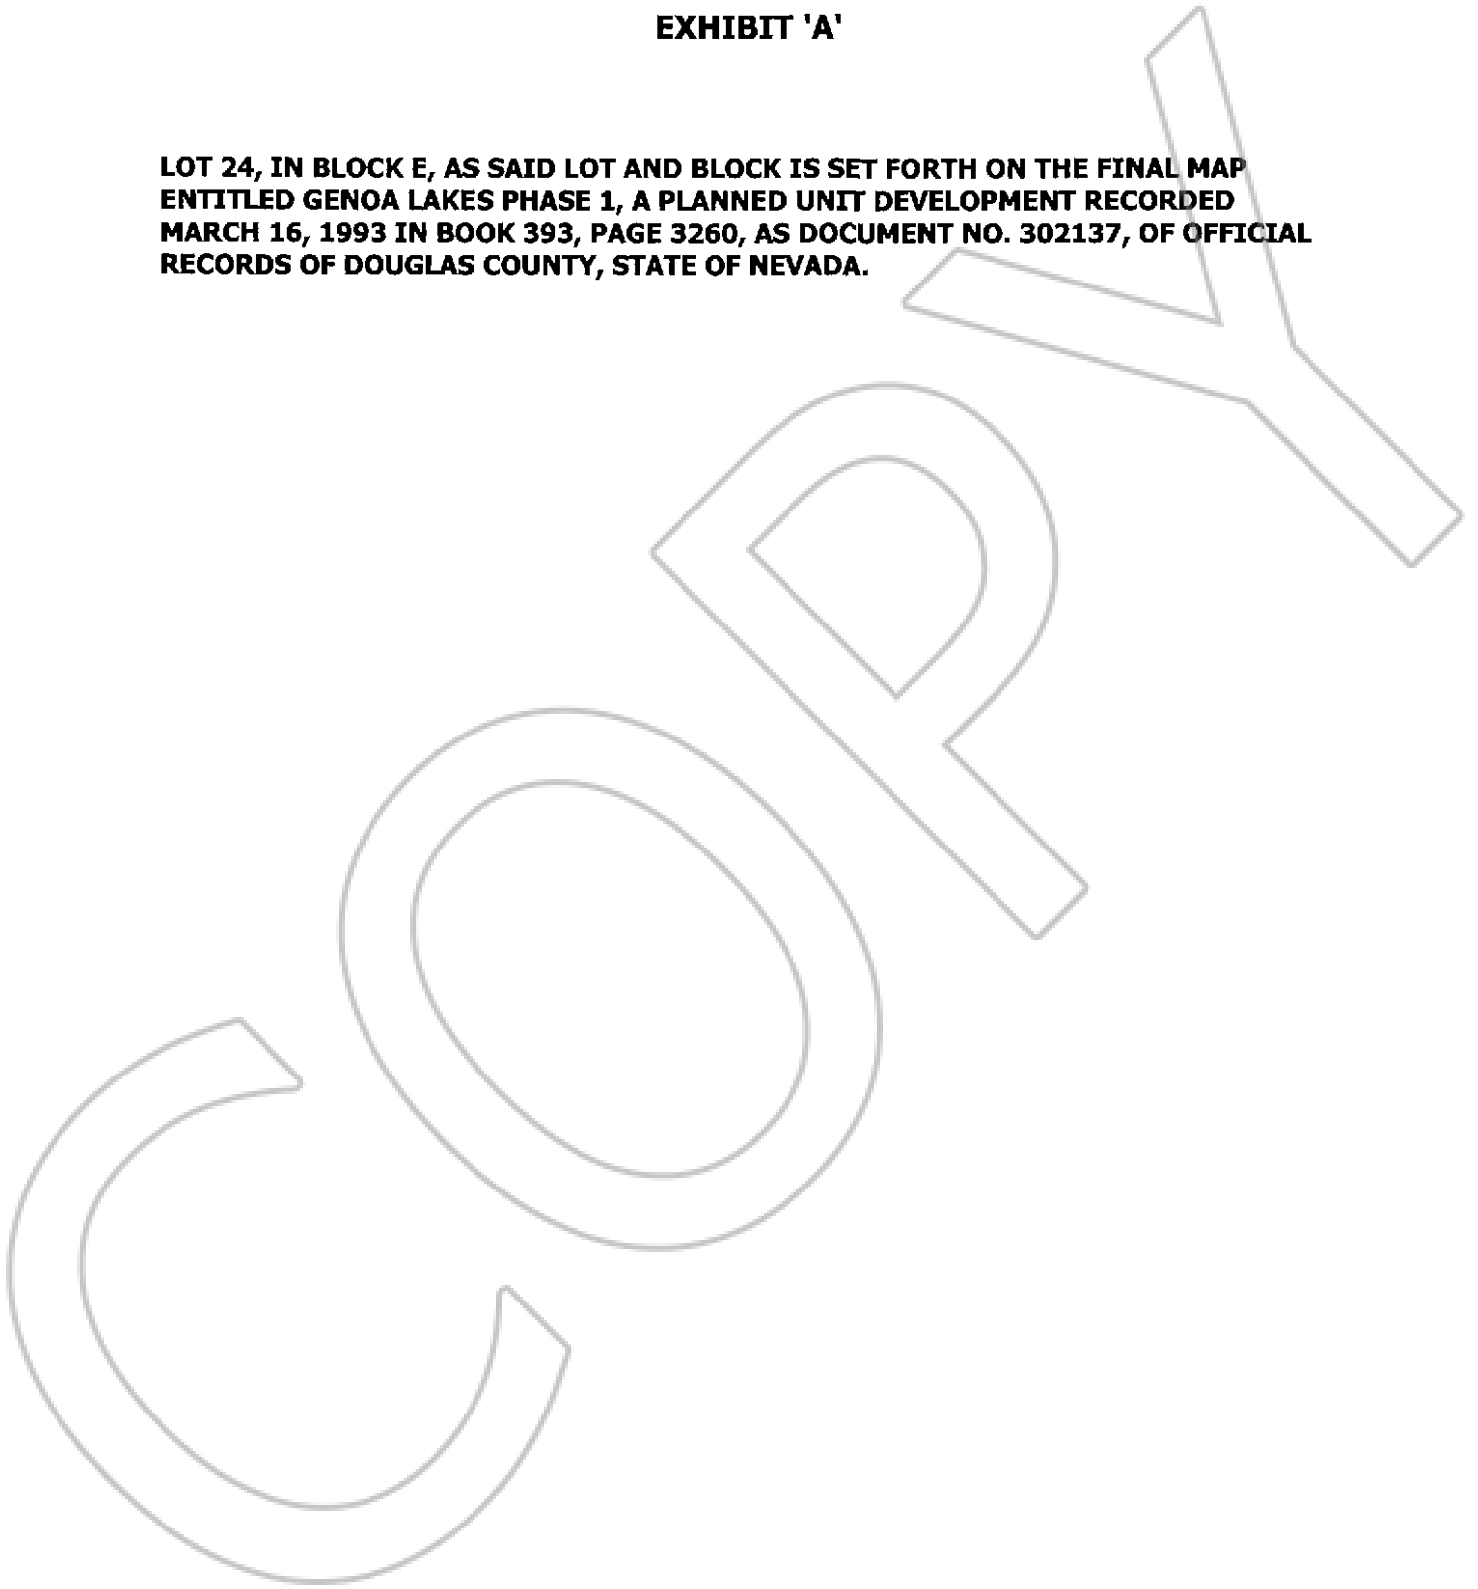 EXHIBIT 'A'
LOT 24, IN BLOCK E, AS SAID LOT AND BLOCK IS SET FORTH ON THE FINAL MAP
ENTITLED GENOA LAKES PHASE 1, A PLANNED UNIT DEVELOPMENT RECORDED
MARCH 16, 1993 IN BOOK 393, PAGE 3260, AS DOCUMENT NO. 302137, OF OFFICIAL
RECORDS OF DOUGLAS COUNTY, STATE OF NEVADA.
COPY